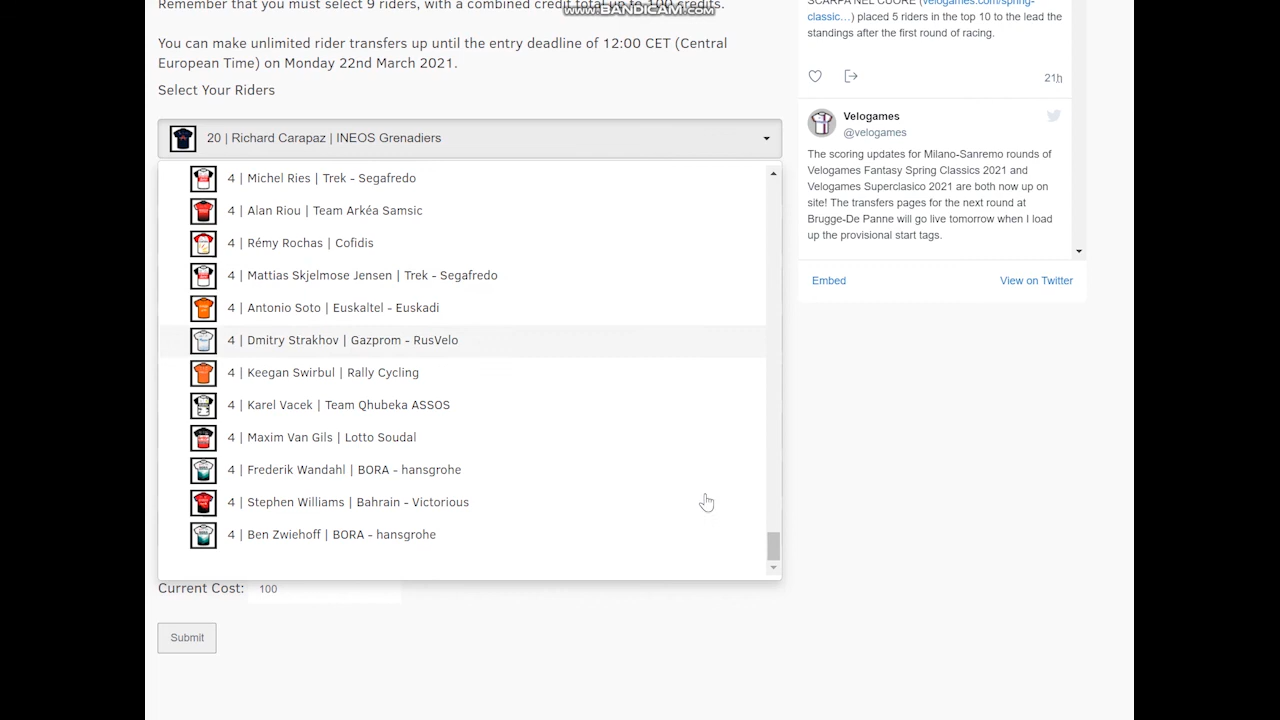 Remember that you must select 9 riders, with a combined credit total up to 100 credits.
www.BANDICAM.com
You can make unlimited rider transfers up until the entry deadline of 12:00 CET (Central
European Time) on Monday 22nd March 2021.
Select Your Riders
20 | Richard Carapaz | INEOS Grenadiers
4 | Michel Ries | Trek - Segafredo
4 | Alan Riou | Team Arkéa Samsic
4 | Rémy Rochas | Cofidis
4 | Mattias Skjelmose Jensen | Trek - Segafredo
4 | Antonio Soto | Euskaltel - Euskadi
4 | Dmitry Strakhov | Gazprom - RusVelo
4 | Keegan Swirbul | Rally Cycling
4 | Karel Vacek | Team Qhubeka ASSOS
4 | Maxim Van Gils | Lotto Soudal
4 | Frederik Wandahl | BORA - hansgrohe
4 | Stephen Williams | Bahrain - Victorious
4 | Ben Zwiehoff | BORA - hansgrohe
Current Cost: 100
Submit
SCARPA NEL CUORE (velogames.com/spring-
classic…) placed 5 riders in the top 10 to the lead the
standings after the first round of racing.
21h
Velogames
@velogames
The scoring updates for Milano-Sanremo rounds of
Velogames Fantasy Spring Classics 2021 and
Velogames Superclasico 2021 are both now up on
site! The transfers pages for the next round at
Brugge-De Panne will go live tomorrow when I load
up the provisional start tags.
Embed
View on Twitter